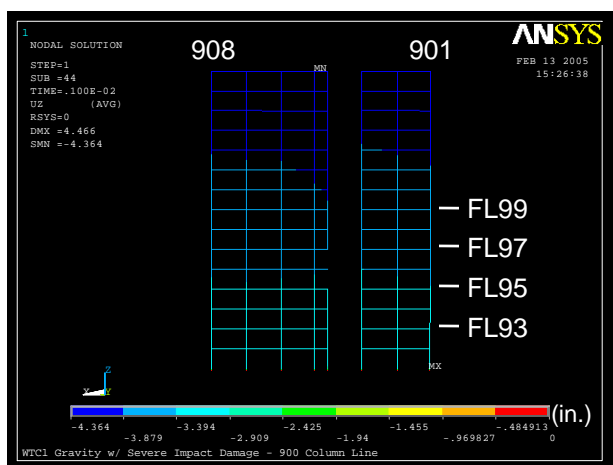 1
NODAL SOLUTION
STEP=1
SUB =44
TIME=.100E-02
UZ (AVG)
RSYS=0
DMX =4.466
SMN =-4.364
908
901
ANSYS
FEB 13 2005
15:26:38
MN
FL99
FL97
FL95
FL93
MX
Z
X Y
(in.)
-4.364 -3.394 -2.425 -1.455 -.484913
-3.879 -2.909 -1.94 -.969827 0
WTC1 Gravity w/ Severe Impact Damage - 900 Column Line